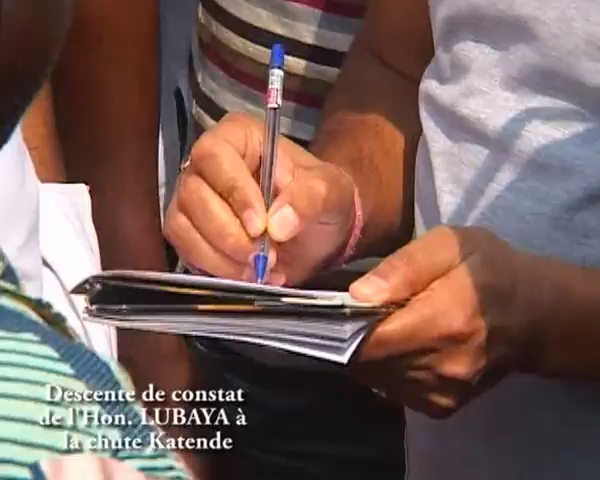 Descente de constat
de l'Hon. LUBAYA à
la chute Katende